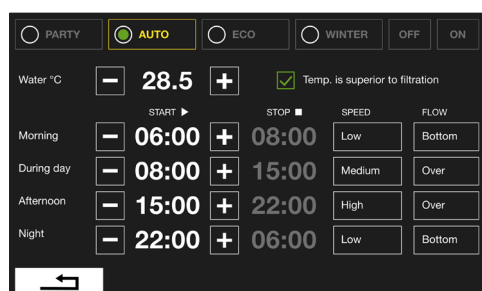 PARTY AUTO ECO WINTER OFF ON
Water °C 28.5 Temp. is superior to filtration
START STOP SPEED FLOW
Morning 06:00 08:00 Low Bottom
During day 08:00 15:00 Medium Over
Afternoon 15:00 22:00 High Over
Night 22:00 06:00 Low Bottom